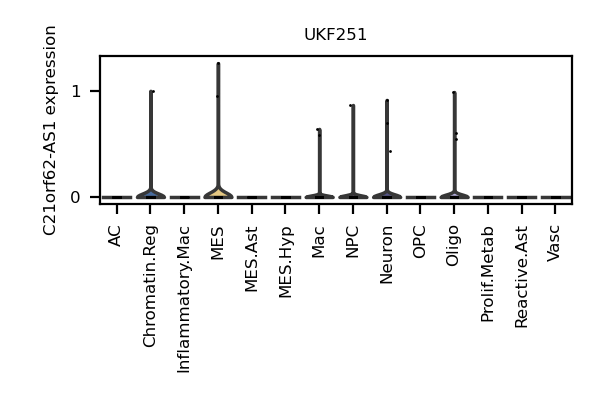 UKF251
C21orf62-AS1 expression
1
0
AC
Chromatin.Reg
Inflammatory.Mac
MES
MES.Ast
MES.Hyp
Mac
NPC
Neuron
OPC
Oligo
Prolif.Metab
Reactive.Ast
Vasc